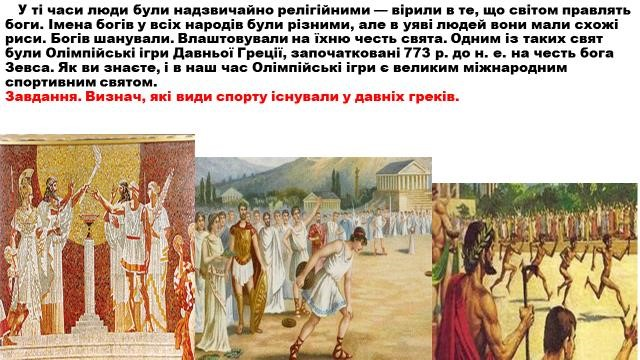 У ті часи люди були надзвичайно релігійними — вірили в те, що світом правлять
боги. Імена богів у всіх народів були різними, але в уяві людей вони мали схожі
риси. Богів шанували. Влаштовували на їхню честь свята. Одним із таких свят
були Олімпійські ігри Давньої Греції, започатковані 773 р. до н. е. на честь бога
Зевса. Як ви знаєте, і в наш час Олімпійські ігри є великим міжнародним
спортивним святом.
Завдання. Визнач, які види спорту існували у давніх греків.